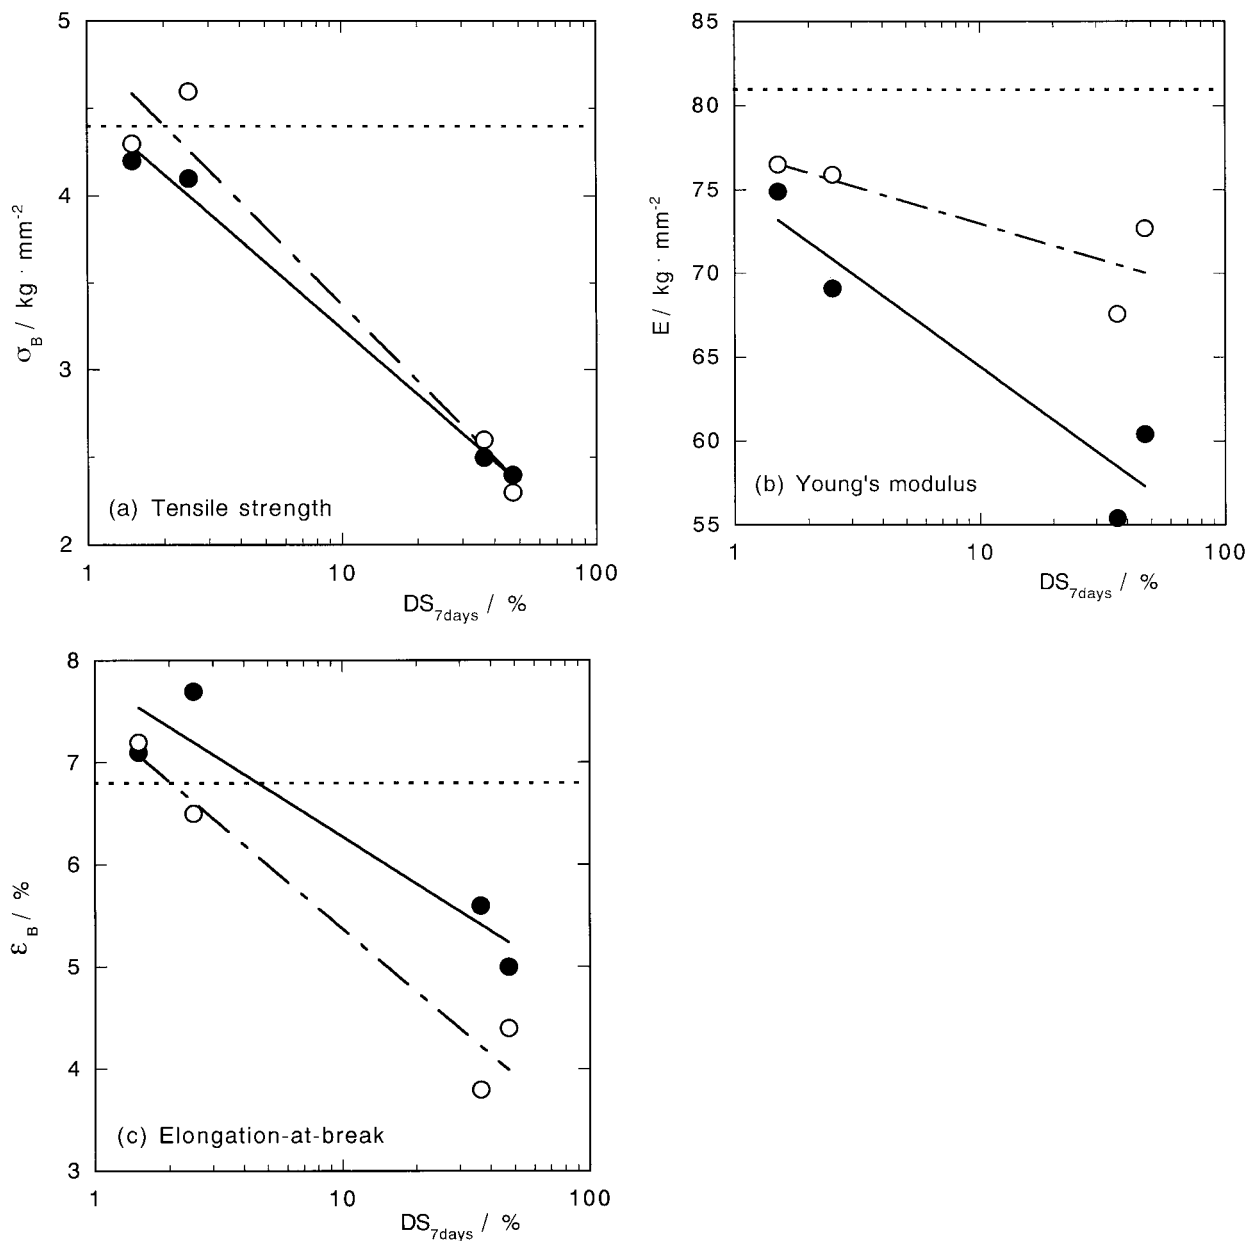 5
4
3
2
σB / kg · mm-2
(a) Tensile strength
1
10
100
DS7days / %
85
80
75
70
65
60
55
E / kg · mm-2
(b) Young's modulus
1
10
100
DS7days / %
8
7
6
5
4
3
εB / %
(c) Elongation-at-break
1
10
100
DS7days / %